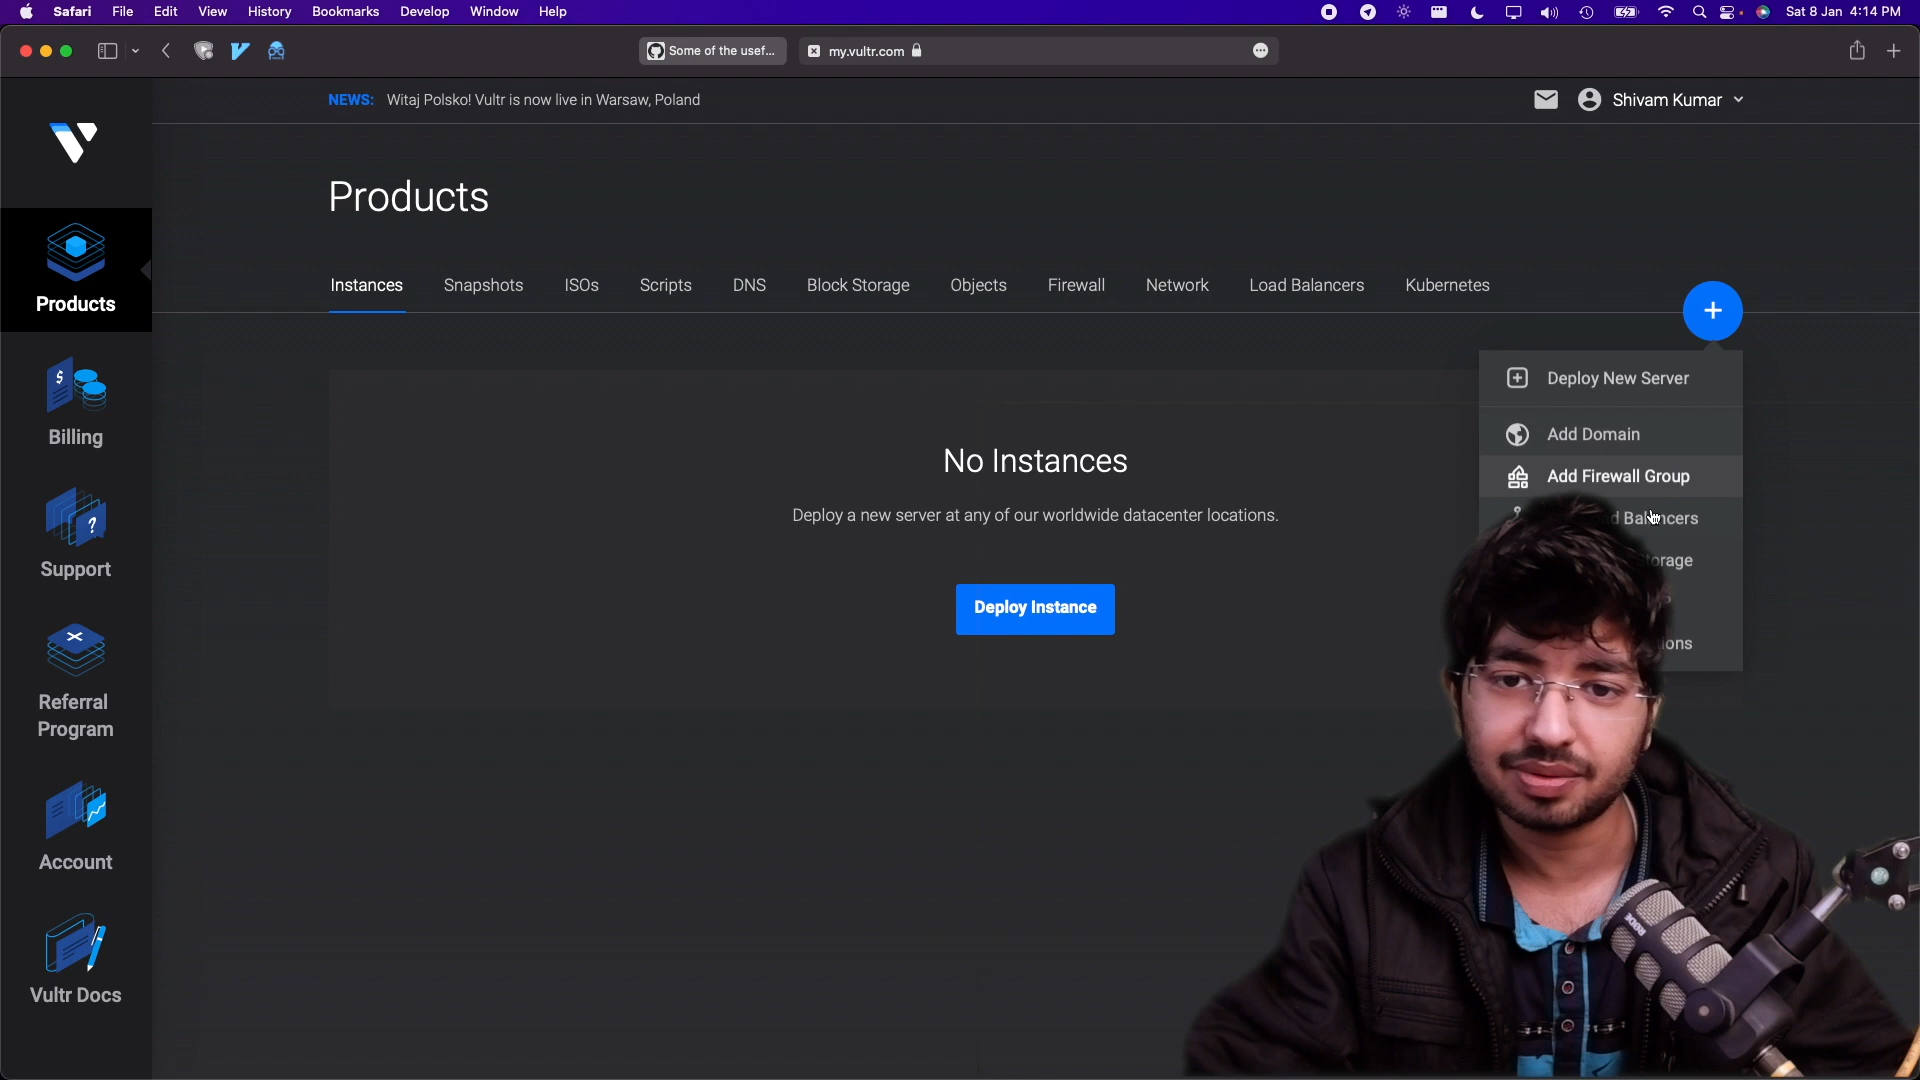 Safari File Edit View History Bookmarks Develop Window Help Sat 8 Jan 4:14 PM
Some of the usef... my.vultr.com
NEWS: Witaj Polsko! Vultr is now live in Warsaw, Poland Shivam Kumar
Products
Products
Billing
Support
Referral
Program
Account
Vultr Docs
Instances Snapshots ISOs Scripts DNS Block Storage Objects Firewall Network Load Balancers Kubernetes
+
Deploy New Server
Add Domain
Add Firewall Group
No Instances
Deploy a new server at any of our worldwide datacenter locations.
Deploy Instance
RODE